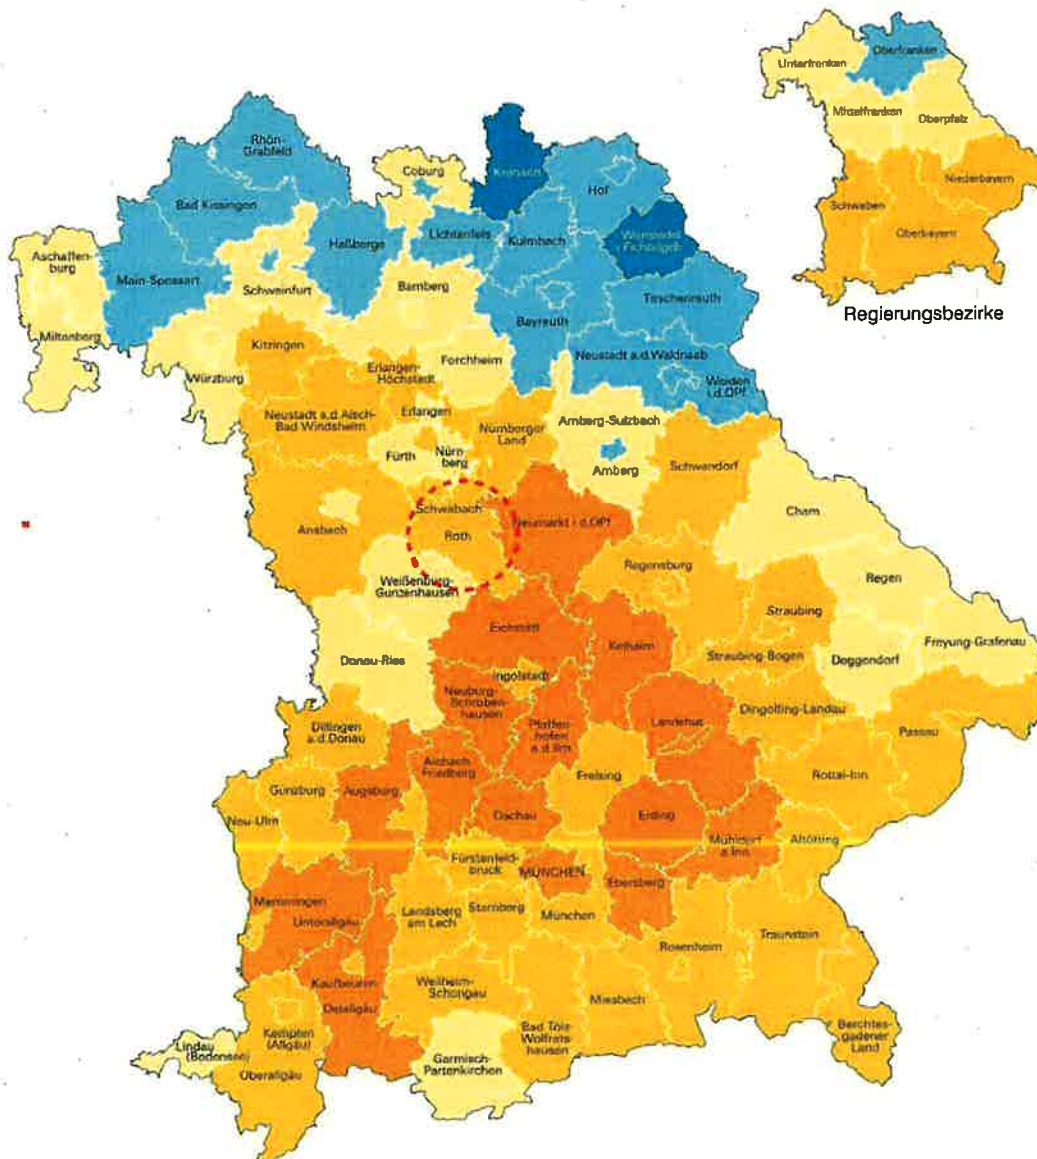 Oberfranken
Unterfranken
Mittelfranken
Oberpfalz
Niederbayern
Schwaben
Oberbayern
Regierungsbezirke
Rhön-
Grabfeld
Coburg
Kronach
Hof
Bad Kissingen
Lichtenfels
Kulmbach
Wunsiedel
i.Fichtelgeb.
Haßberge
Aschaffen-
burg
Main-Spessart
Schweinfurt
Bamberg
Tirschenreuth
Bayreuth
Miltenberg
Kitzingen
Forchheim
Neustadt a.d.Waldnaab
Würzburg
Erlangen-
Höchstadt
Weiden
i.d.OPf
Neustadt a.d.Aisch-
Bad Windsheim
Erlangen
Nürnberger
Land
Amberg-Sulzbach
Fürth
Nürn
berg
Amberg
Schwandorf
Schwabach
Neumarkt i.d.OPf
Cham
Ansbach
Roth
Regensburg
Regen
Weißenburg-
Gunzenhausen
Straubing
Eichstätt
Kelheim
Freyung-Grafenau
Donau-Ries
Straubing-Bogen
Deggendorf
Ingolstadt
Neuburg-
Schroben-
hausen
Dingolfing-Landau
Pfaffen-
hofen
a.d.Ilm
Landshut
Passau
Dillingen
a.d.Donau
Aichach
Friedberg
Freising
Rottal-Inn
Günzburg
Augsburg
Neu-Ulm
Dachau
Erding
Mühldorf
a.Inn
Altötting
Fürstenfeld-
bruck
MÜNCHEN
Ebersberg
Memmingen
Unterallgäu
Landsberg
am Lech
Starnberg
München
Traunstein
Rosenheim
Kaufbeuren
Weilheim-
Schongau
Ostallgäu
Miesbach
Kempten
(Allgäu)
Bad Tölz
Wolfrats-
hausen
Berchtes-
gadener
Land
Lindau
(Bodensee)
Oberallgäu
Garmisch-
Partenkirchen